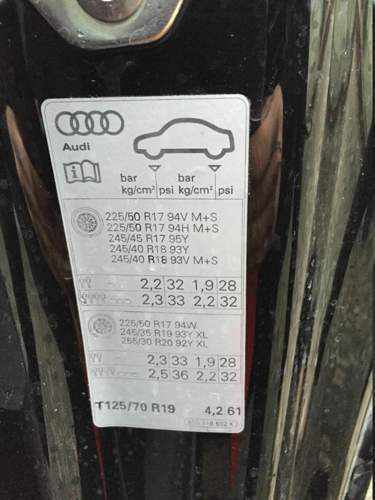 Audi
bar bar
kg/cm² psi kg/cm² psi
225/50 R17 94V M+S
225/50 R17 94H M+S
245/45 R17 95Y
245/40 R18 93Y
245/40 R18 93V M+S
2,2 32 1,9 28
2,3 33 2,2 32
225/50 R17 94W
245/35 R19 93Y XL
255/30 R20 92Y XL
2,3 33 1,9 28
2,5 36 2,2 32
T125/70 R19 4,2 61